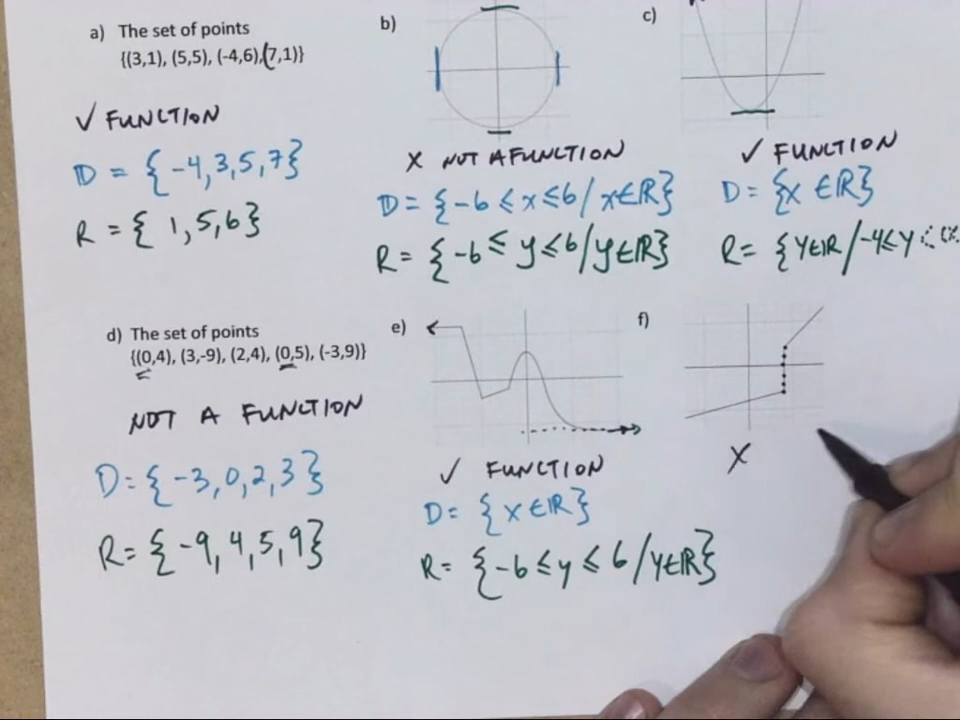 a) The set of points
{(3,1), (5,5), (-4,6),(7,1)}
✓ FUNCTION
D = {-4,3,5,7}
R = {1,5,6}
b)
X NOT A FUNCTION
D = {-6 ≤ x ≤ 6 / x∈ℝ}
R = {-6 ≤ y ≤ 6 / y∈ℝ}
c)
✓ FUNCTION
D = {x ∈ ℝ}
R = {Y∈ℝ / -4 ≤ y
d) The set of points
{(0,4), (3,-9), (2,4), (0,5), (-3,9)}
NOT A FUNCTION
D = {-3,0,2,3}
R = {-9,4,5,9}
e)
✓ FUNCTION
D = {x∈ℝ}
R = {-6 ≤ y ≤ 6 / Y∈ℝ}
f)
X